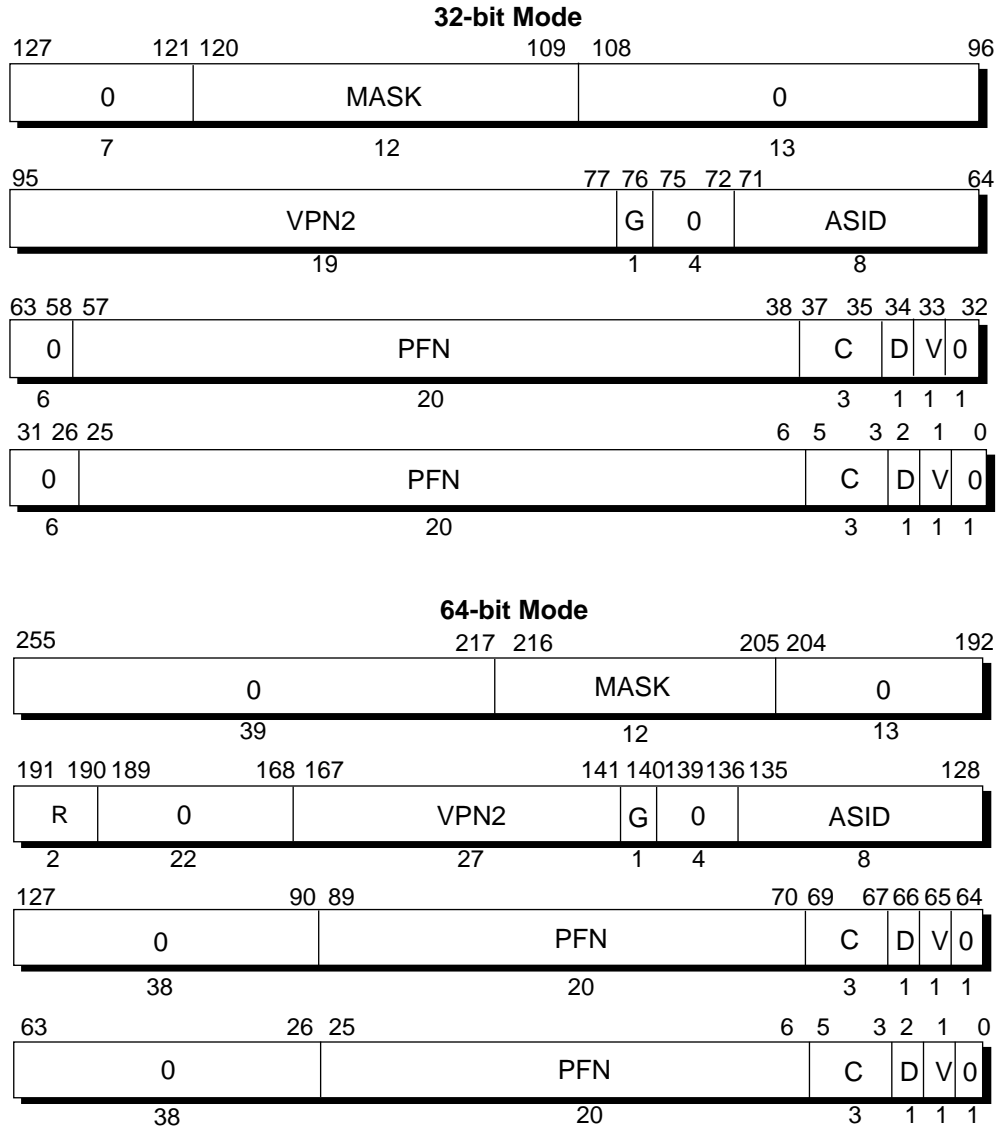 32-bit Mode
127 121 120 109 108 96
0 MASK 0
7 12 13
95 77 76 75 72 71 64
VPN2 G 0 ASID
19 1 4 8
63 58 57 38 37 35 34 33 32
0 PFN C D V 0
6 20 3 1 1 1
31 26 25 6 5 3 2 1 0
0 PFN C D V 0
6 20 3 1 1 1
64-bit Mode
255 217 216 205 204 192
0 MASK 0
39 12 13
191 190 189 168 167 141 140 139 136 135 128
R 0 VPN2 G 0 ASID
2 22 27 1 4 8
127 90 89 70 69 67 66 65 64
0 PFN C D V 0
38 20 3 1 1 1
63 26 25 6 5 3 2 1 0
0 PFN C D V 0
38 20 3 1 1 1